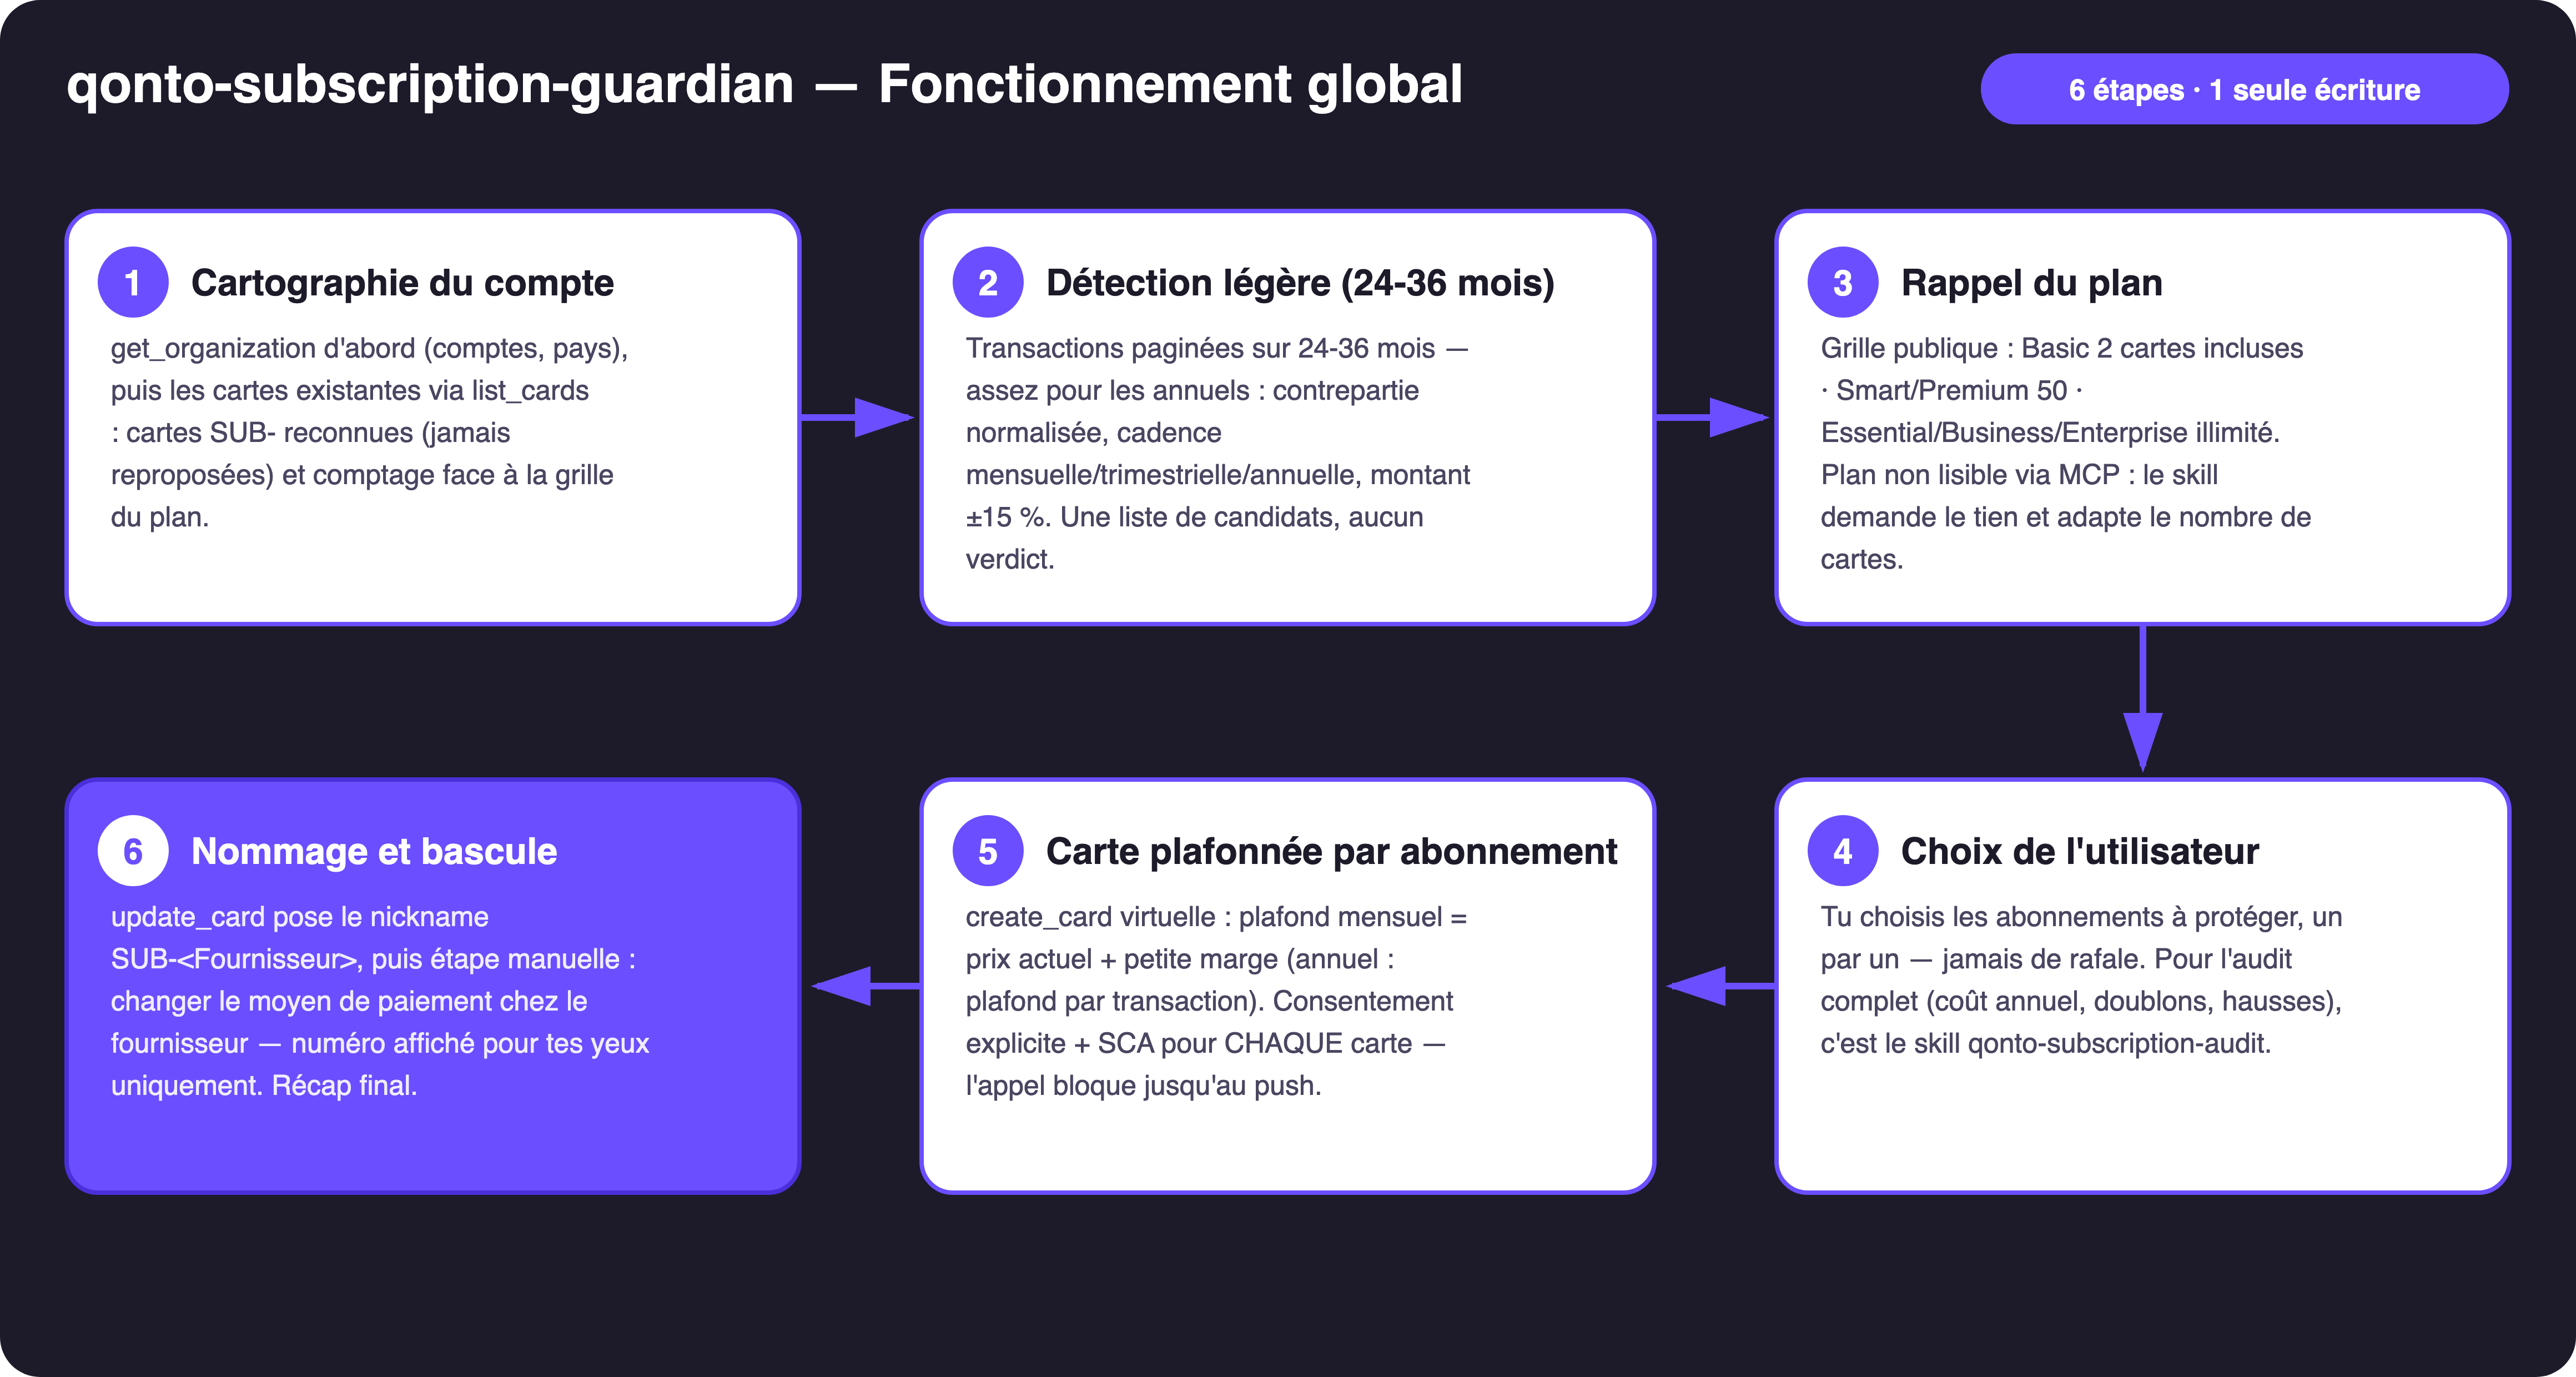 qonto-subscription-guardian — Fonctionnement global
6 étapes · 1 seule écriture
1
Cartographie du compte
get_organization d'abord (comptes, pays),
puis les cartes existantes via list_cards
: cartes SUB- reconnues (jamais
reproposées) et comptage face à la grille
du plan.
2
Détection légère (24-36 mois)
Transactions paginées sur 24-36 mois —
assez pour les annuels : contrepartie
normalisée, cadence
mensuelle/trimestrielle/annuelle, montant
±15 %. Une liste de candidats, aucun
verdict.
3
Rappel du plan
Grille publique : Basic 2 cartes incluses
· Smart/Premium 50 ·
Essential/Business/Enterprise illimité.
Plan non lisible via MCP : le skill
demande le tien et adapte le nombre de
cartes.
4
Choix de l'utilisateur
Tu choisis les abonnements à protéger, un
par un — jamais de rafale. Pour l'audit
complet (coût annuel, doublons, hausses),
c'est le skill qonto-subscription-audit.
5
Carte plafonnée par abonnement
create_card virtuelle : plafond mensuel =
prix actuel + petite marge (annuel :
plafond par transaction). Consentement
explicite + SCA pour CHAQUE carte —
l'appel bloque jusqu'au push.
6
Nommage et bascule
update_card pose le nickname
SUB-<Fournisseur>, puis étape manuelle :
changer le moyen de paiement chez le
fournisseur — numéro affiché pour tes yeux
uniquement. Récap final.